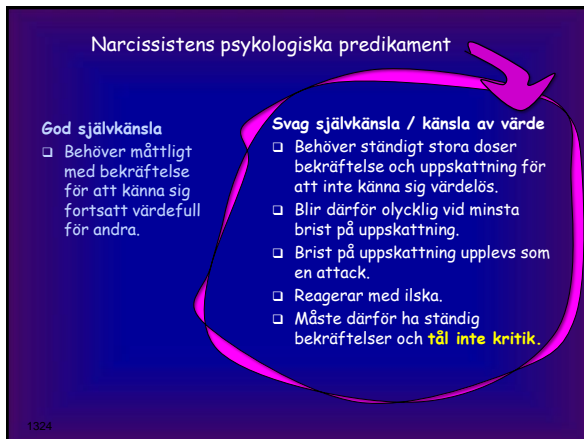 Narcissistens psykologiska predikament
God självkänsla
❑ Behöver måttligt
med bekräftelse
för att känna sig
fortsatt värdefull
för andra.
Svag självkänsla / känsla av värde
❑ Behöver ständigt stora doser
bekräftelse och uppskattning för
att inte känna sig värdelös.
❑ Blir därför olycklig vid minsta
brist på uppskattning.
❑ Brist på uppskattning upplevs som
en attack.
❑ Reagerar med ilska.
❑ Måste därför ha ständig
bekräftelser och tål inte kritik.
1324